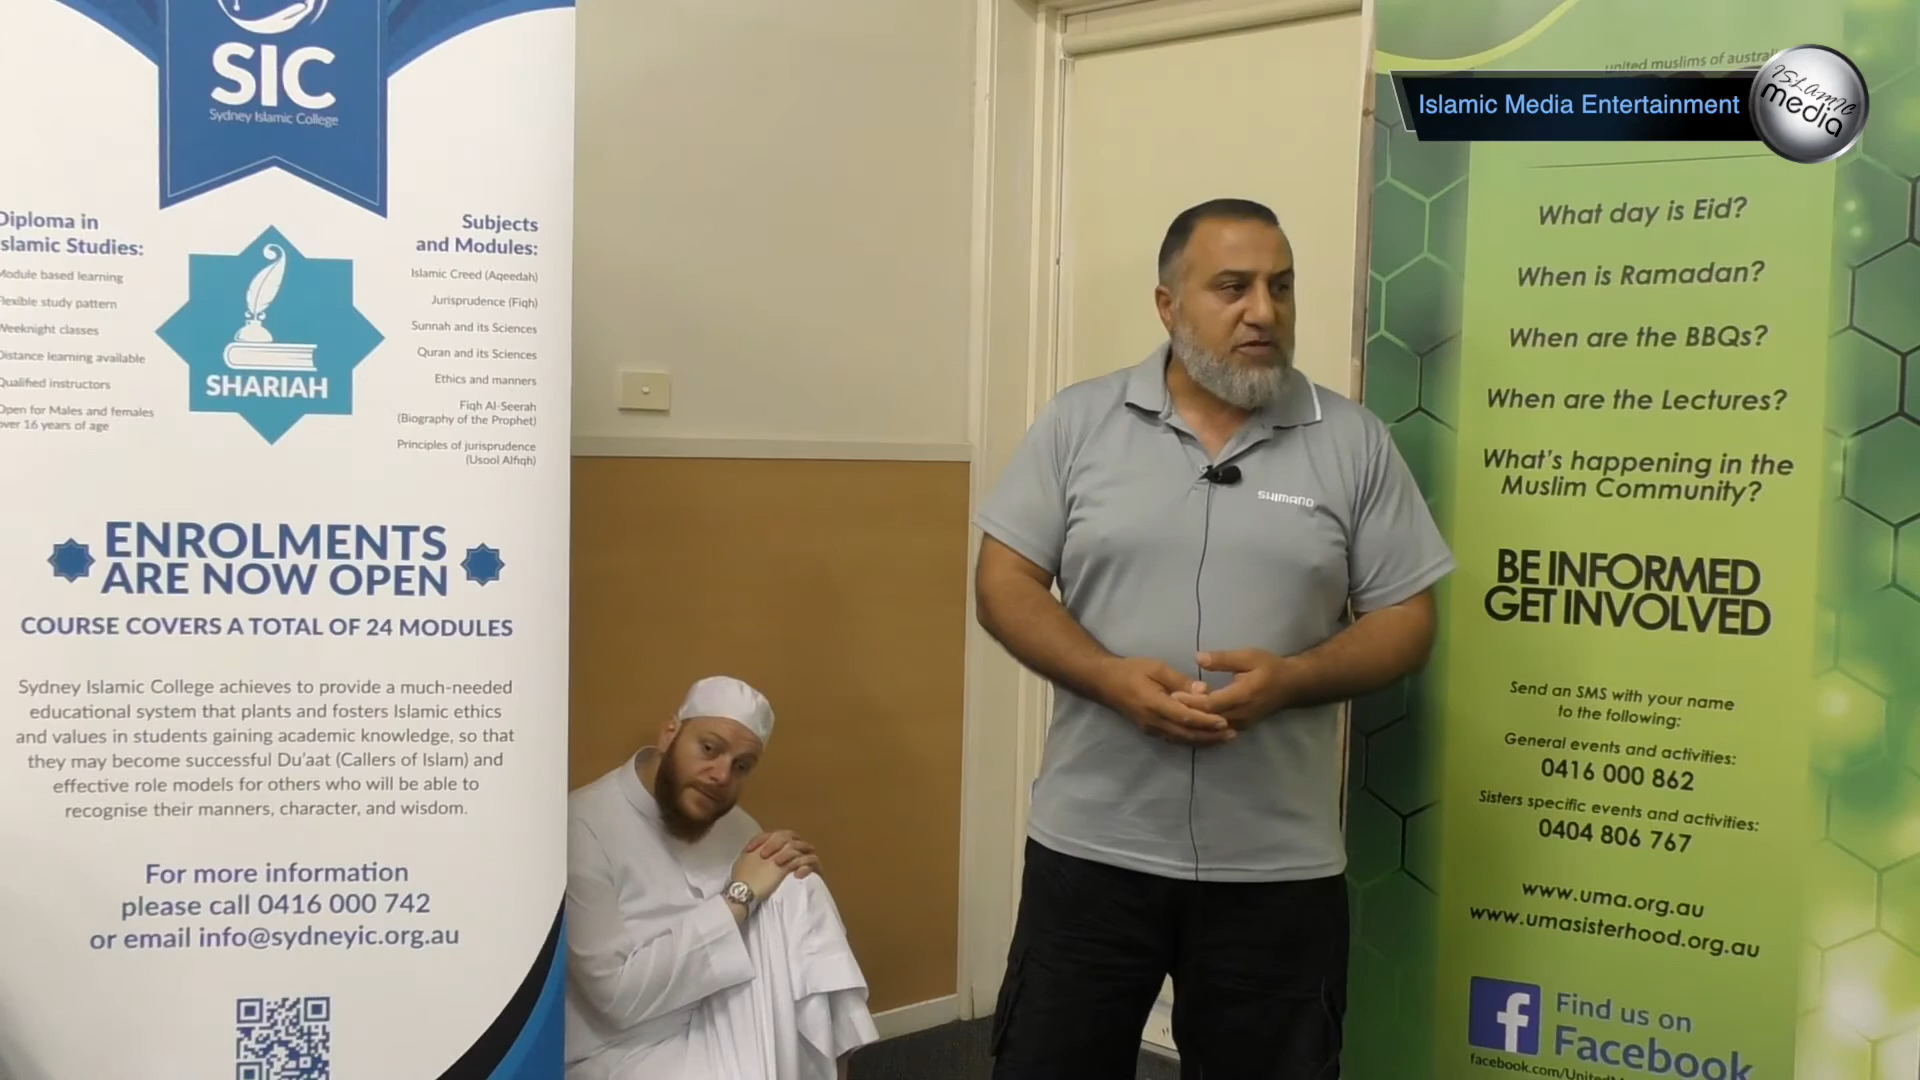 SIC
Sydney Islamic College
Diploma in
Islamic Studies:
Module based learning
Flexible study pattern
Weeknight classes
Distance learning available
Qualified instructors
Open for Males and females
over 16 years of age
SHARIAH
Subjects
and Modules:
Islamic Creed (Aqeedah)
Jurisprudence (Fiqh)
Sunnah and its Sciences
Quran and its Sciences
Ethics and manners
Fiqh Al-Seerah
(Biography of the Prophet)
Principles of jurisprudence
(Usool Alfiqh)
ENROLMENTS
ARE NOW OPEN
COURSE COVERS A TOTAL OF 24 MODULES
Sydney Islamic College achieves to provide a much-needed
educational system that plants and fosters Islamic ethics
and values in students gaining academic knowledge, so that
they may become successful Du'aat (Callers of Islam) and
effective role models for others who will be able to
recognise their manners, character, and wisdom.
For more information
please call 0416 000 742
or email info@sydneyic.org.au
SHIMANO
united muslims of
Islamic Media Entertainment
ISLAMIC
media
What day is Eid?
When is Ramadan?
When are the BBQs?
When are the Lectures?
What's happening in the
Muslim Community?
BE INFORMED
GET INVOLVED
Send an SMS with your name
to the following:
General events and activities:
0416 000 862
Sisters specific events and activities:
0404 806 767
www.uma.org.au
www.umasisterhood.org.au
f
Find us on
Facebook